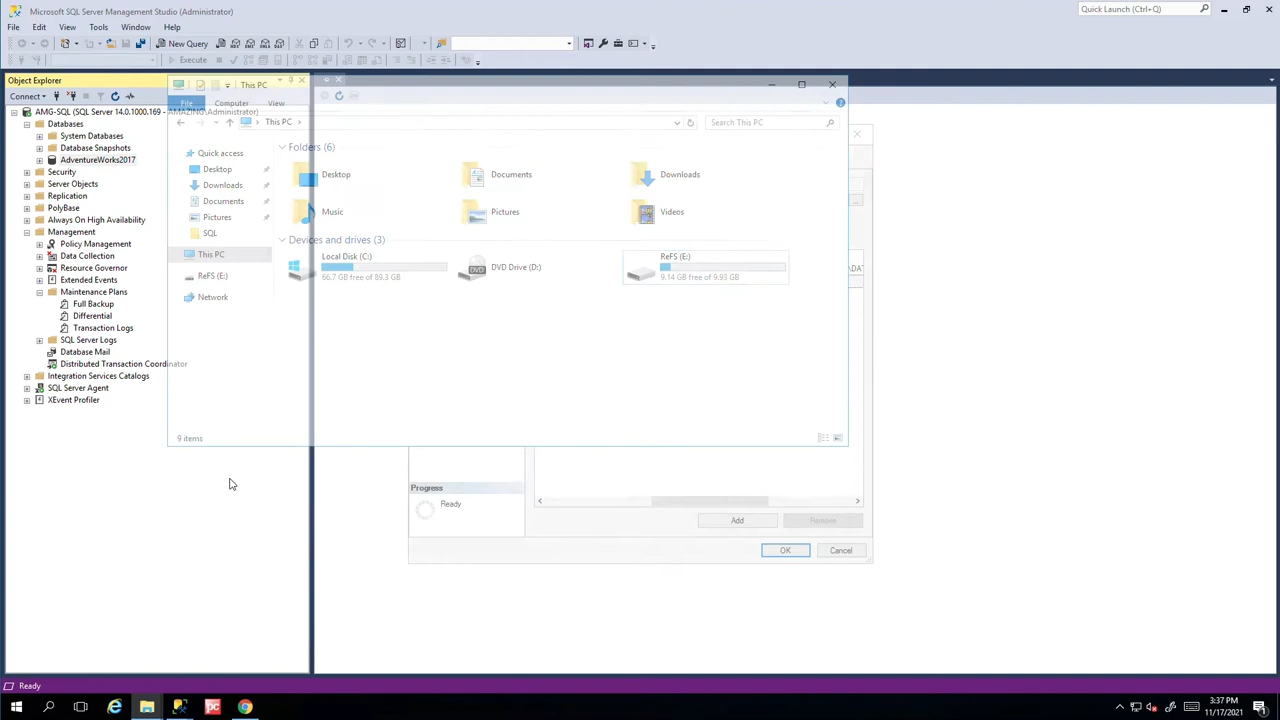 Microsoft SQL Server Management Studio (Administrator)
Quick Launch (Ctrl+Q)
File Edit View Tools Window Help
New Query
Execute
Object Explorer
This PC
Connect
File Computer View
AMG-SQL (SQL Server 14.0.1000.169 - AMAZING\Administrator)
Databases
This PC
Search This PC
System Databases
Database Snapshots
AdventureWorks2017
Security
Server Objects
Replication
PolyBase
Always On High Availability
Management
Policy Management
Data Collection
Resource Governor
Extended Events
Maintenance Plans
Full Backup
Differential
Transaction Logs
SQL Server Logs
Database Mail
Distributed Transaction Coordinator
Integration Services Catalogs
SQL Server Agent
XEvent Profiler
Quick access
Desktop
Downloads
Documents
Pictures
SQL
This PC
ReFS (E:)
Network
Folders (6)
Desktop
Documents
Downloads
Music
Pictures
Videos
Devices and drives (3)
Local Disk (C:)
66.7 GB free of 89.3 GB
DVD Drive (D:)
DVD
ReFS (E:)
9.14 GB free of 9.93 GB
\DAT
9 items
Progress
Ready
Add
Remove
OK
Cancel
Ready
pc
3:37 PM
11/17/2021
1